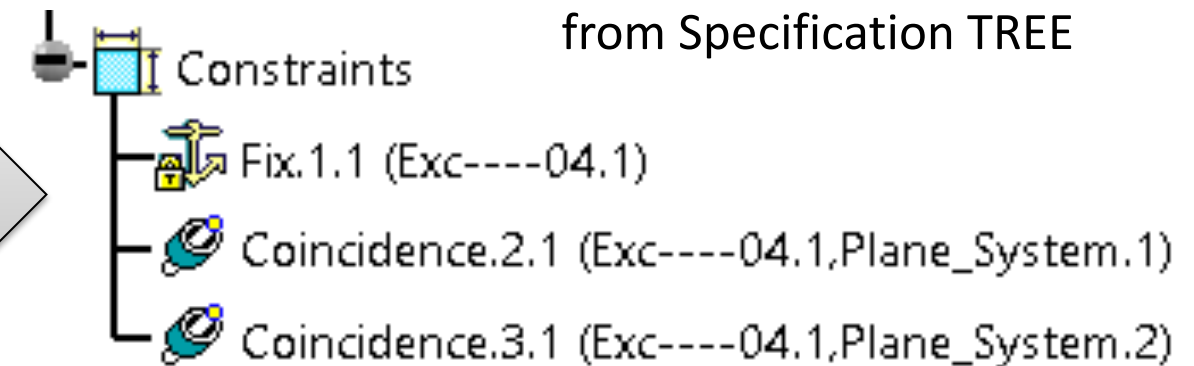 from Specification TREE
Constraints
Fix.1.1 (Exc----04.1)
Coincidence.2.1 (Exc----04.1,Plane_System.1)
Coincidence.3.1 (Exc----04.1,Plane_System.2)